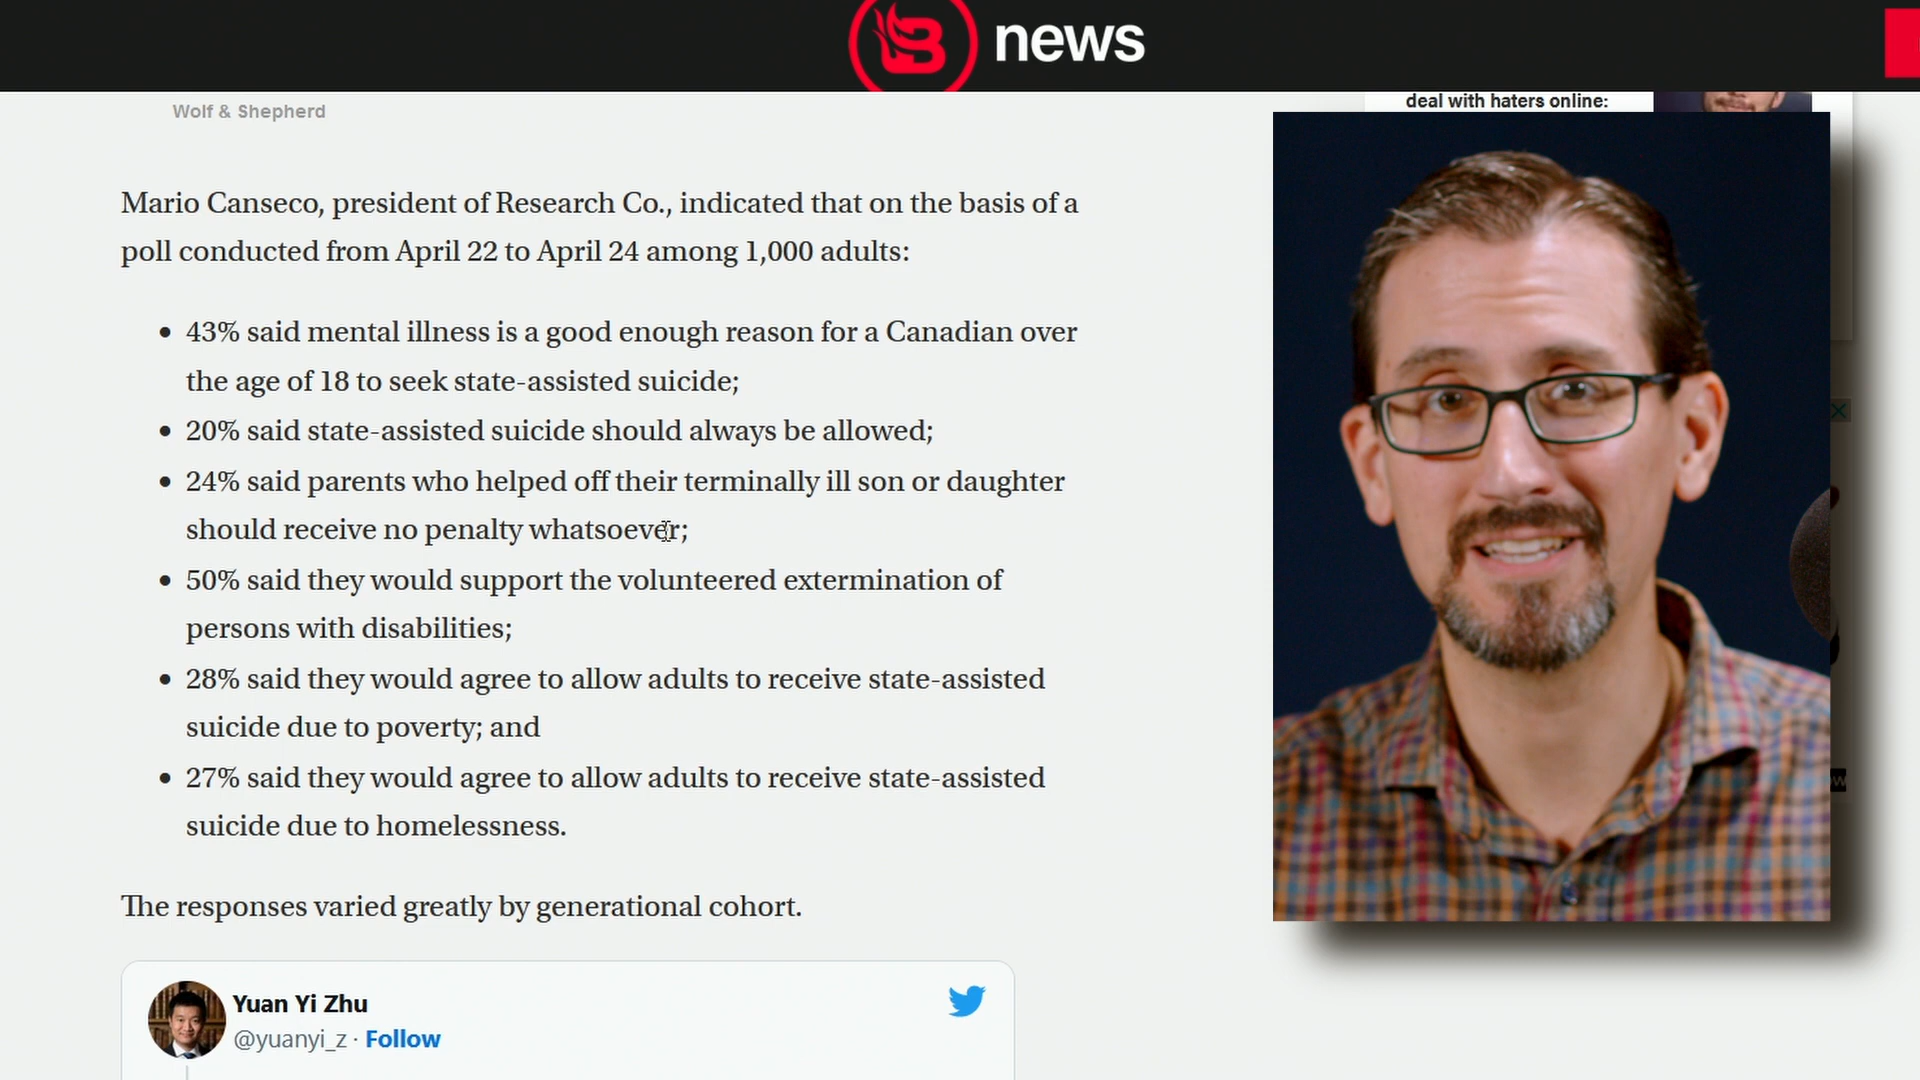 news
Wolf & Shepherd
deal with haters online:
Mario Canseco, president of Research Co., indicated that on the basis of a
poll conducted from April 22 to April 24 among 1,000 adults:
• 43% said mental illness is a good enough reason for a Canadian over
the age of 18 to seek state-assisted suicide;
• 20% said state-assisted suicide should always be allowed;
• 24% said parents who helped off their terminally ill son or daughter
should receive no penalty whatsoever;
• 50% said they would support the volunteered extermination of
persons with disabilities;
• 28% said they would agree to allow adults to receive state-assisted
suicide due to poverty; and
• 27% said they would agree to allow adults to receive state-assisted
suicide due to homelessness.
The responses varied greatly by generational cohort.
Yuan Yi Zhu
@yuanyi_z · Follow